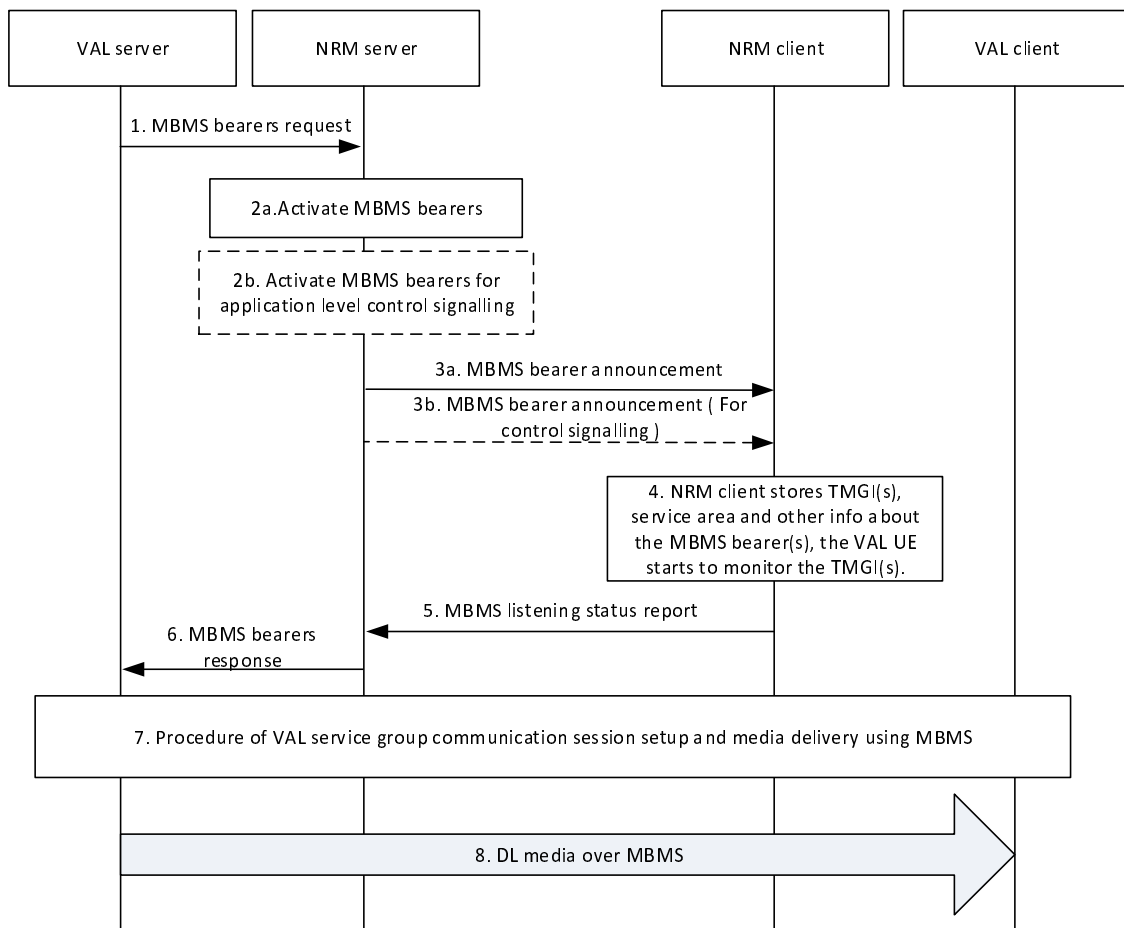 VAL server
NRM server
NRM client
VAL client
1. MBMS bearers request
2a.Activate MBMS bearers
2b. Activate MBMS bearers for
application level control signalling
3a. MBMS bearer announcement
3b. MBMS bearer announcement ( For
control signalling )
4. NRM client stores TMGI(s),
service area and other info about
the MBMS bearer(s), the VAL UE
starts to monitor the TMGI(s).
5. MBMS listening status report
6. MBMS bearers
response
7. Procedure of VAL service group communication session setup and media delivery using MBMS
8. DL media over MBMS